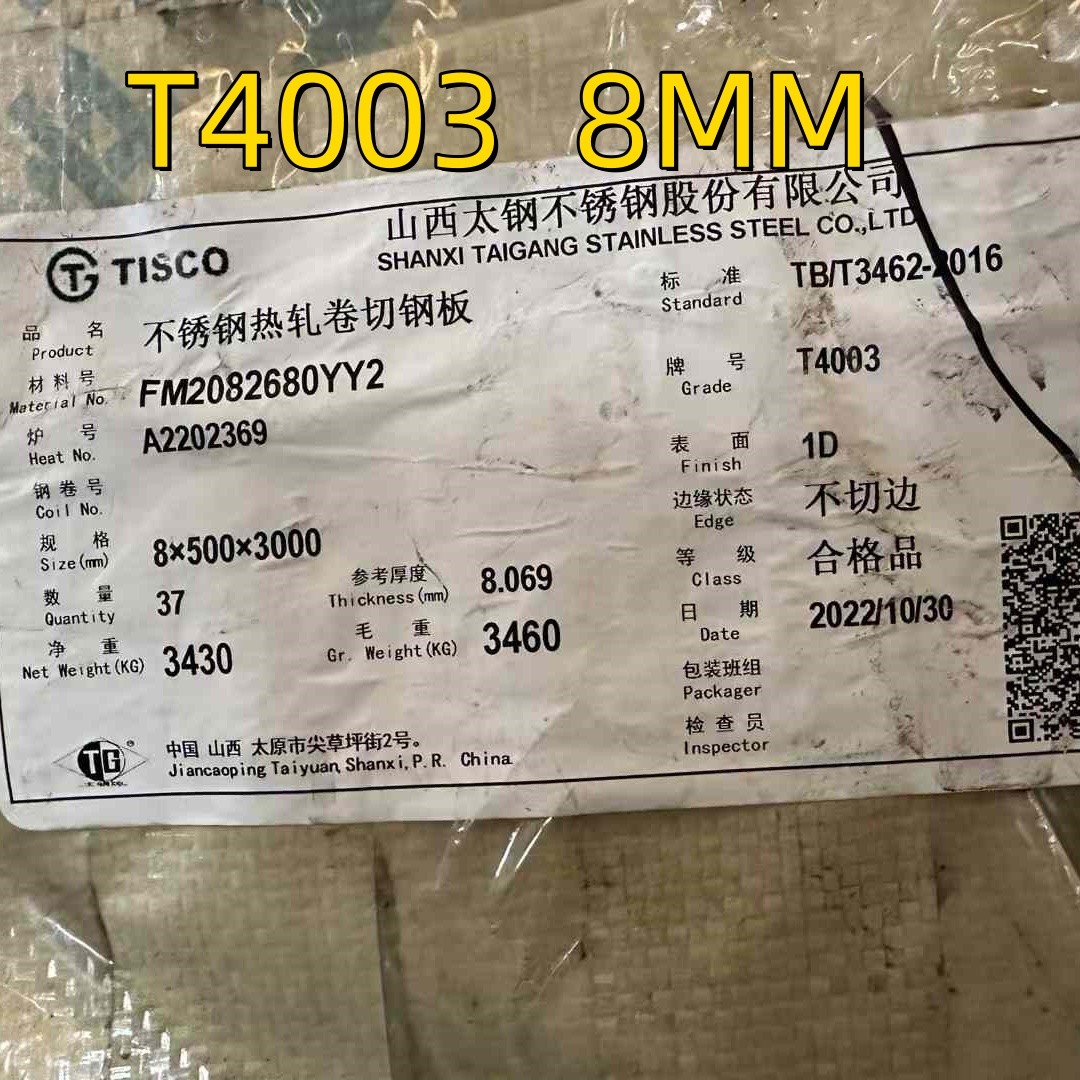 T4003 8MM
山西太钢不锈钢股份有限公司
SHANXI TAIGANG STAINLESS STEEL CO.,LTD
TG TISCO
品 名 不锈钢热轧卷切钢板
Product
标 准 TB/T3462-2016
Standard
材料号 FM2082680YY2
Material No.
牌 号 T4003
Grade
炉 号 A2202369
Heat No.
表 面 1D
Finish
钢卷号
Coil No.
边缘状态 不切边
Edge
规 格 8×500×3000
Size(mm)
等 级 合格品
Class
数 量 37
Quantity
参考厚度 8.069
Thickness(mm)
日 期 2022/10/30
Date
净 重 3430
Net Weight(KG)
毛 重 3460
Gr. Weight(KG)
包装班组
Packager
检 查 员
Inspector
TG ®
中国 山西 太原市尖草坪街2号。
Jiancaoping Taiyuan, Shanxi, P. R. China